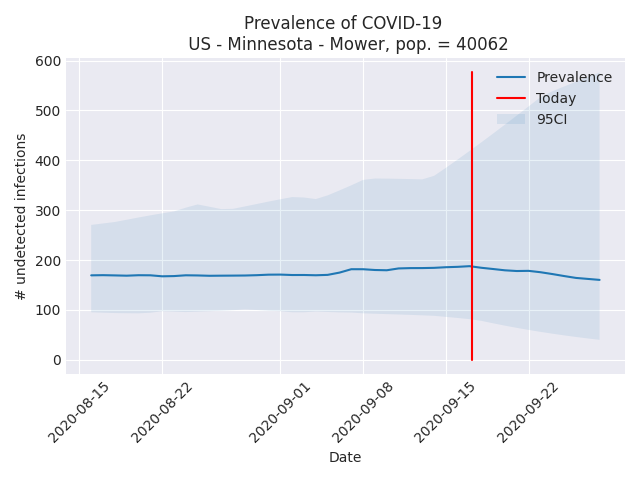 Prevalence of COVID-19
US - Minnesota - Mower, pop. = 40062
600
500
400
300
200
100
0
# undetected infections
Prevalence
Today
95CI
2020-08-15
2020-08-22
2020-09-01
2020-09-08
2020-09-15
2020-09-22
Date